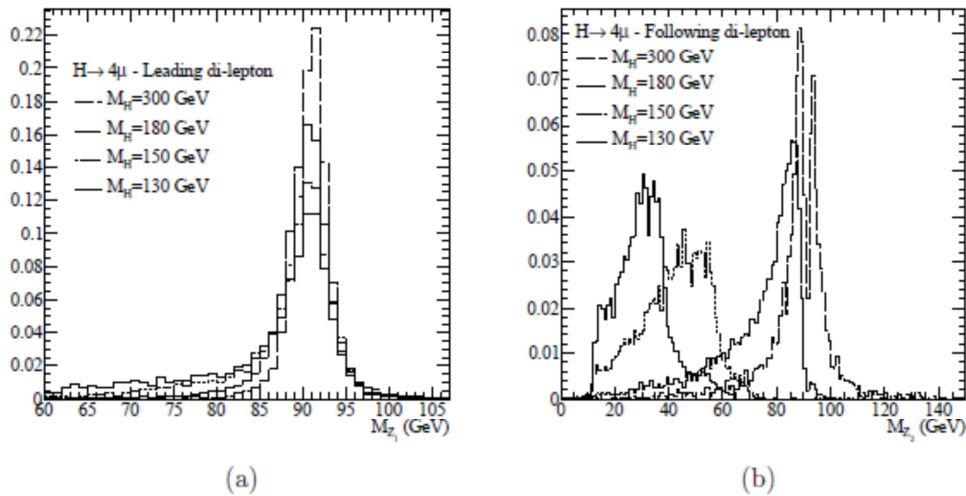 0.22
0.2
0.18
0.16
0.14
0.12
0.1
0.08
0.06
0.04
0.02
0
H→ 4μ - Leading di-lepton
M_H=300 GeV
M_H=180 GeV
M_H=150 GeV
M_H=130 GeV
60 65 70 75 80 85 90 95 100 105
M_Z₁ (GeV)
(a)
0.08
0.07
0.06
0.05
0.04
0.03
0.02
0.01
0
H→ 4μ - Following di-lepton
M_H=300 GeV
M_H=180 GeV
M_H=150 GeV
M_H=130 GeV
0 20 40 60 80 100 120 140
M_Z₂ (GeV)
(b)